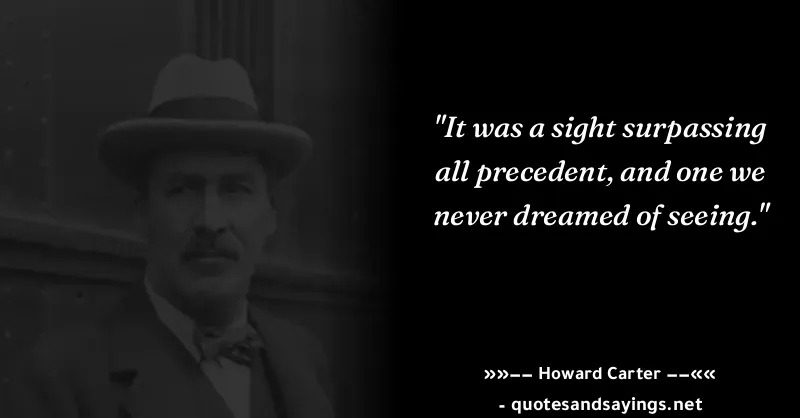 "It was a sight surpassing
all precedent, and one we
never dreamed of seeing."
»»–– Howard Carter ––««
- quotesandsayings.net